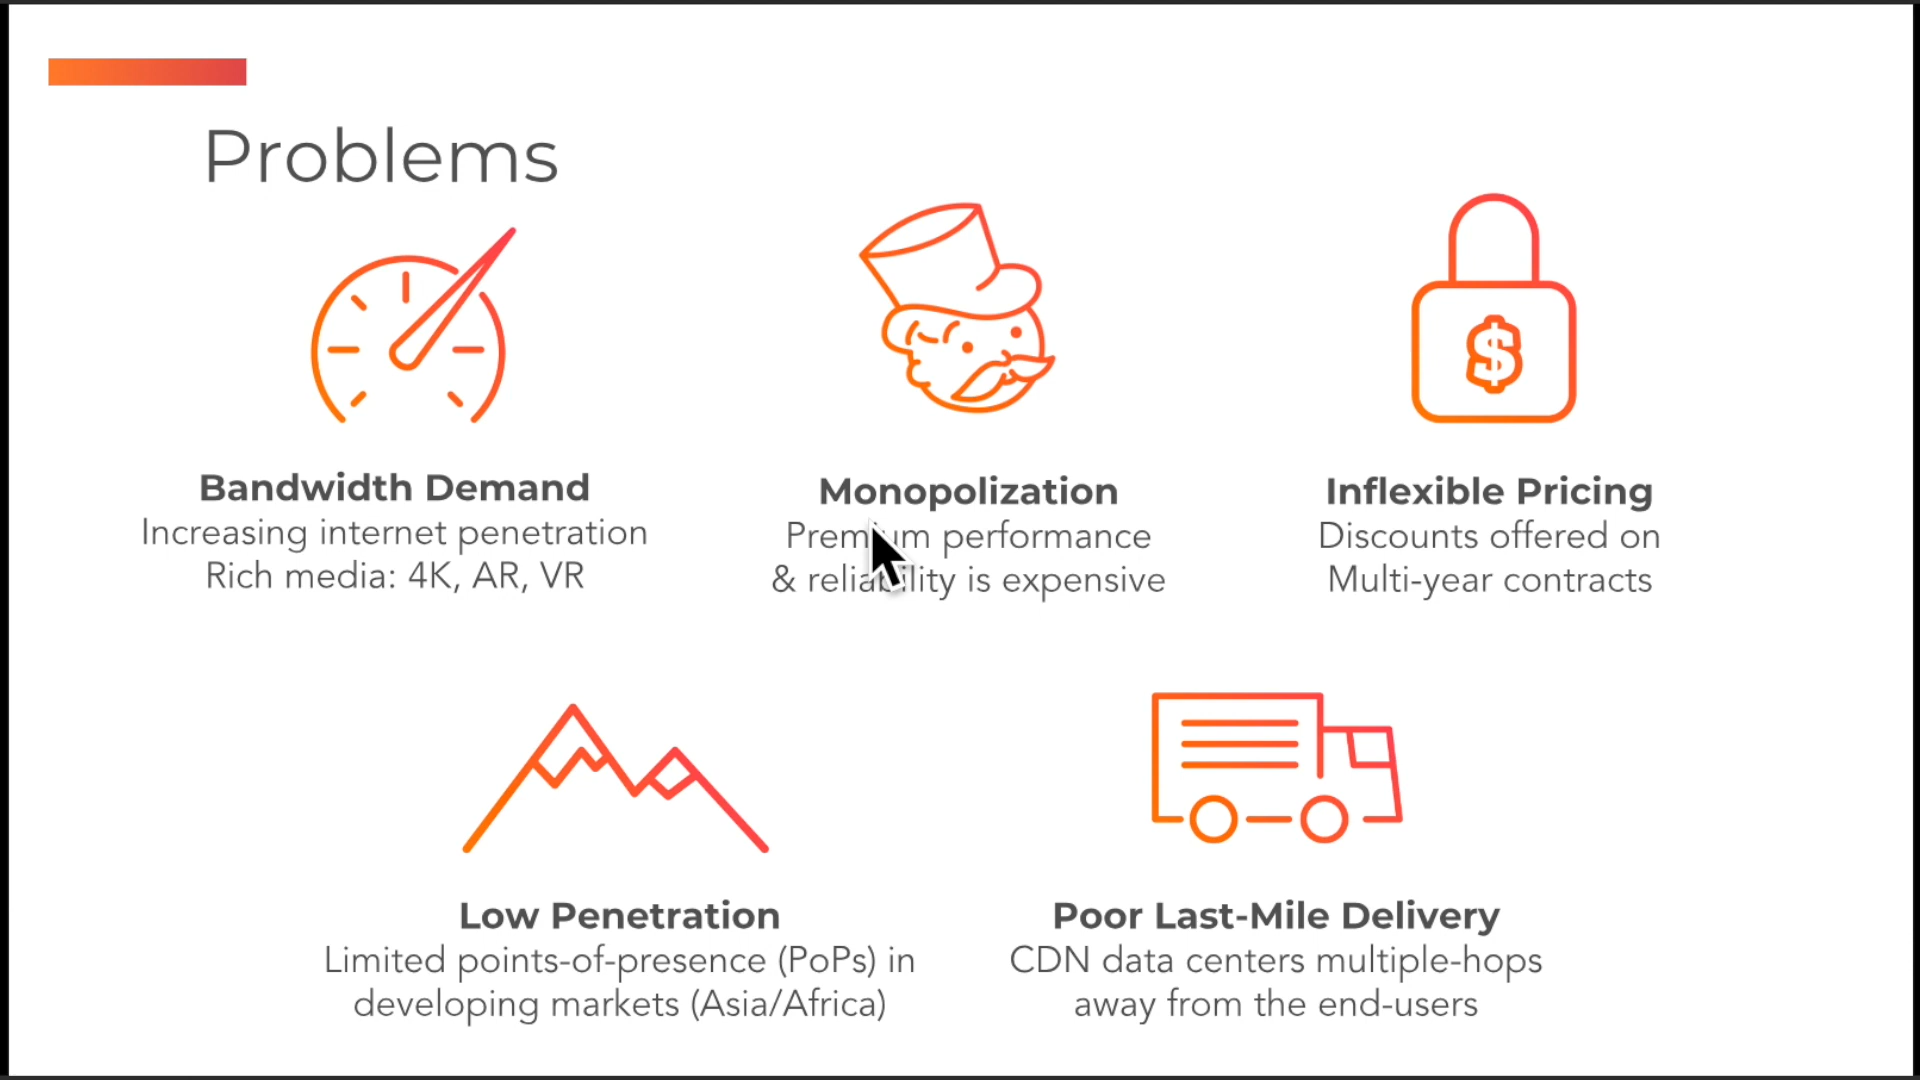 Problems
Bandwidth Demand
Increasing internet penetration
Rich media: 4K, AR, VR
Monopolization
Premium performance
& reliability is expensive
Inflexible Pricing
Discounts offered on
Multi-year contracts
$
Low Penetration
Limited points-of-presence (PoPs) in
developing markets (Asia/Africa)
Poor Last-Mile Delivery
CDN data centers multiple-hops
away from the end-users